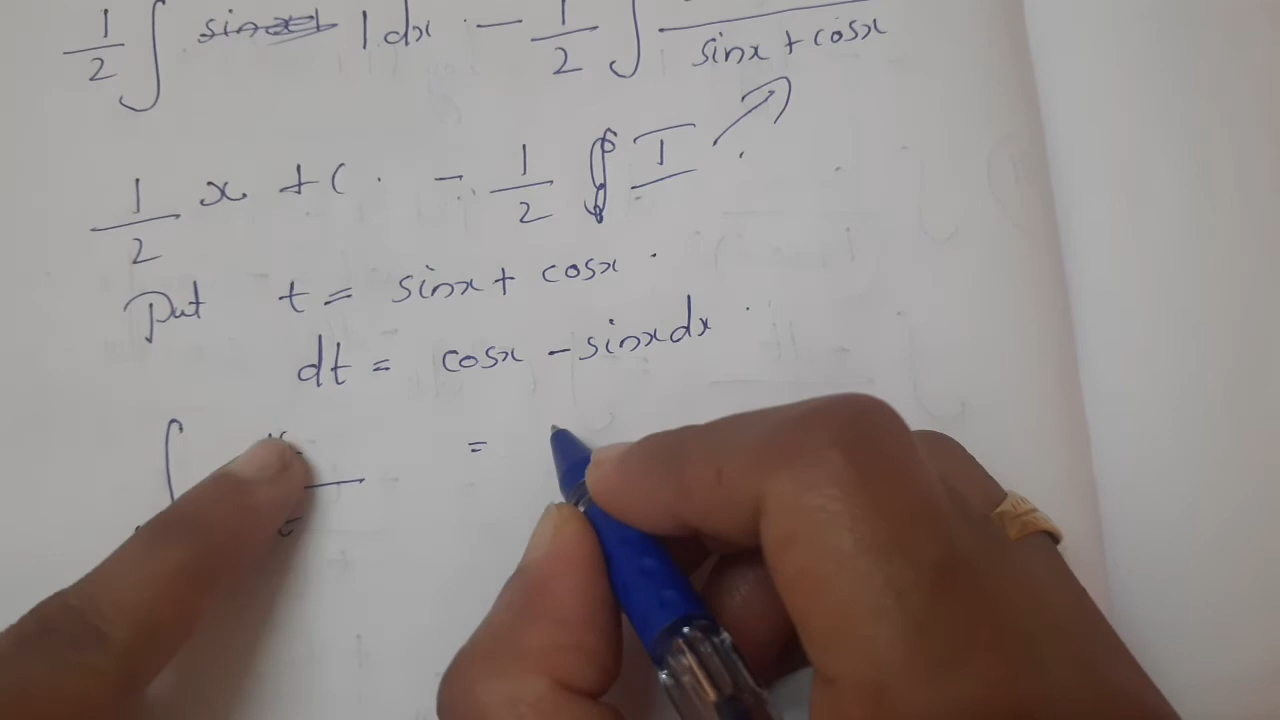 1/2 ∫ 1 dx - 1/2 ∫ / sinx + cosx
1/2 x + C - 1/2 I
Put t = sinx + cosx
dt = cosx - sinx dx
∫ =